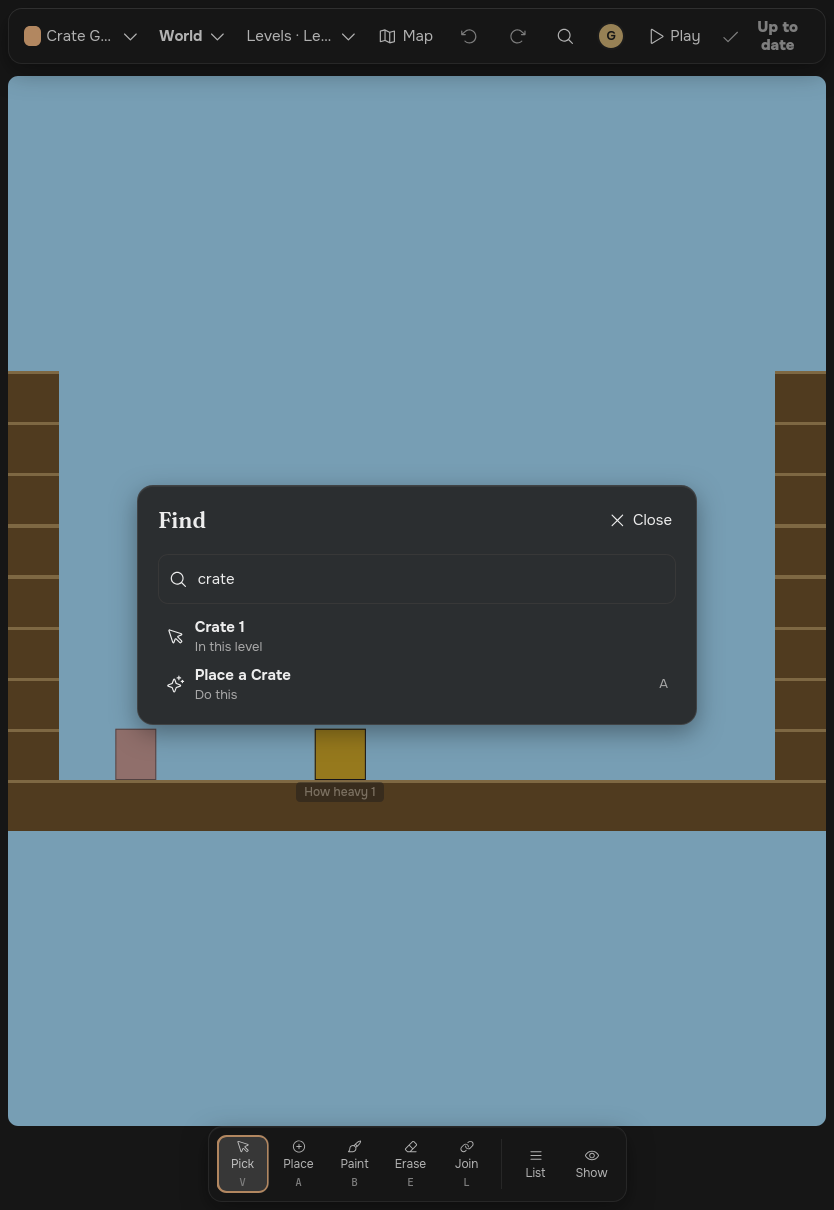 Crate G...
World
Levels · Le...
Map
G
Play
Up to
date
Find
Close
crate
Crate 1
In this level
Place a Crate
Do this
A
How heavy 1
Pick
V
Place
A
Paint
B
Erase
E
Join
L
List
Show